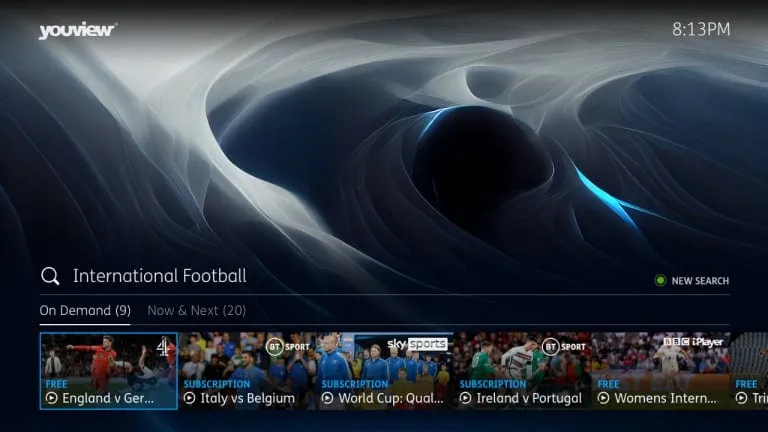 youview
8:13PM
International Football
NEW SEARCH
On Demand (9)
Now & Next (20)
4
BT SPORT
sky sports
BT SPORT
BBC iPlayer
FREE
SUBSCRIPTION
SUBSCRIPTION
SUBSCRIPTION
FREE
FREE
England v Ger...
Italy vs Belgium
World Cup: Qual...
Ireland v Portugal
Womens Intern...
Tri